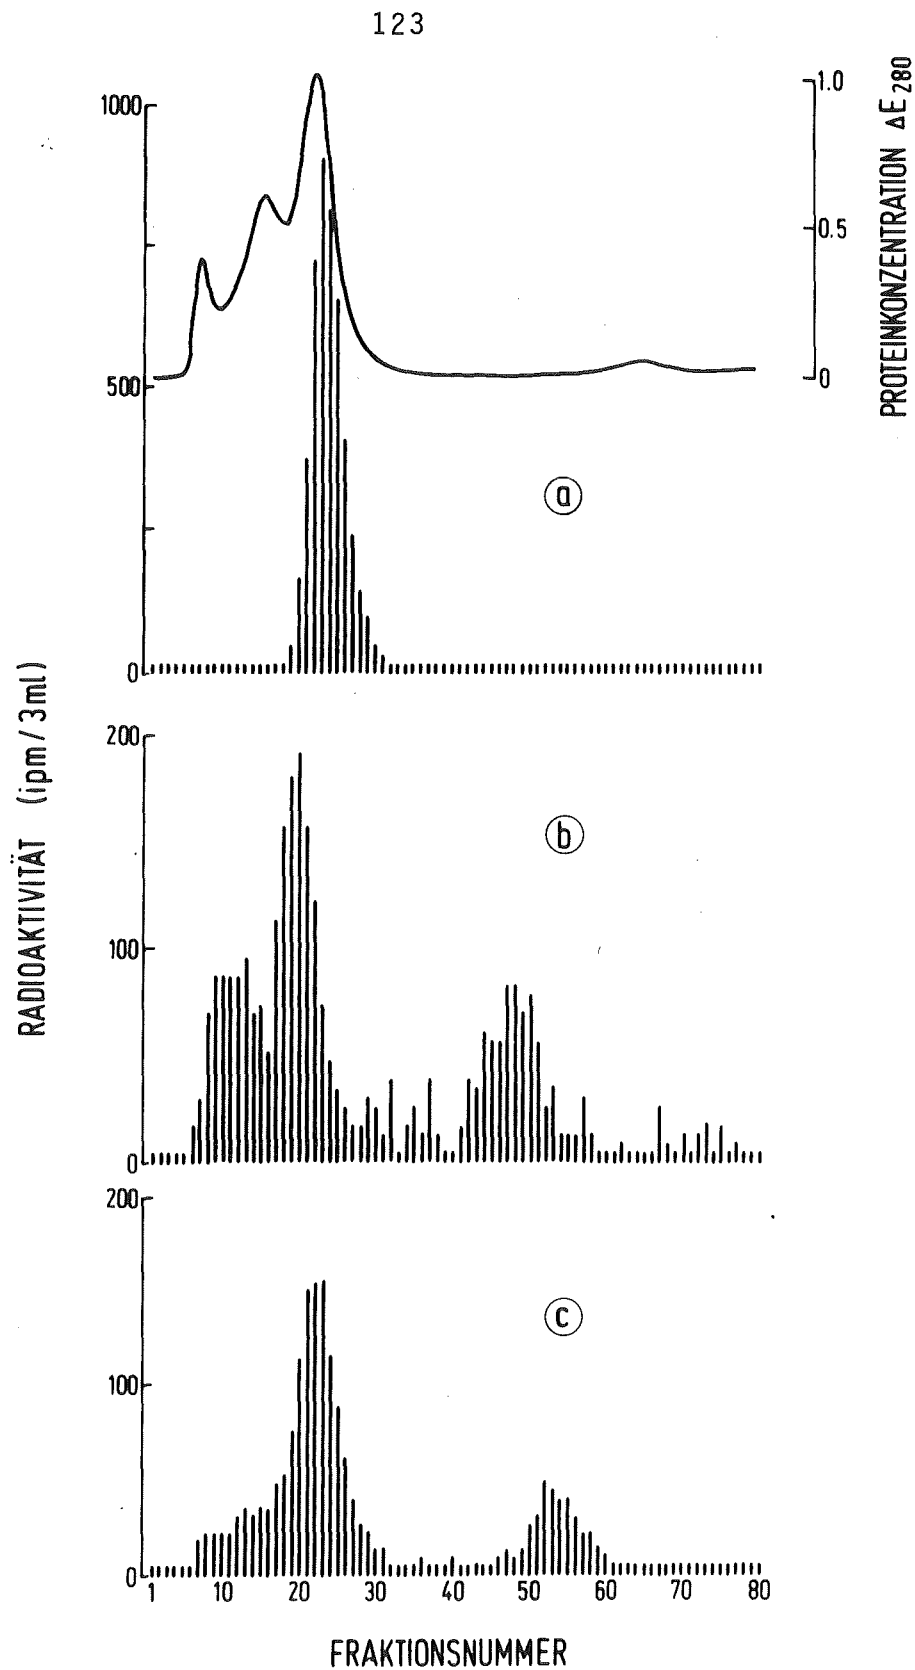 123
1000
500
0
1.0
0.5
0
PROTEINKONZENTRATION ΔE280
a
RADIOAKTIVITÄT (ipm/3ml)
200
100
0
b
200
100
0
c
1 10 20 30 40 50 60 70 80
FRAKTIONSNUMMER